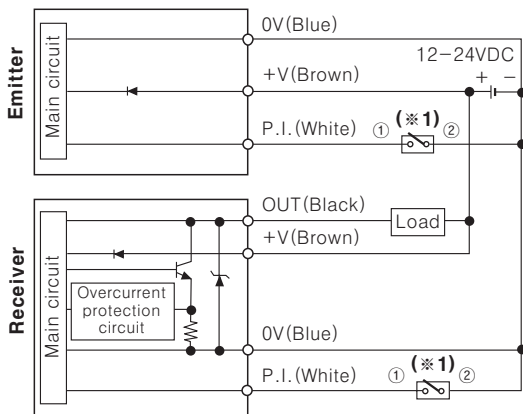 Emitter
Main circuit
0V(Blue)
12-24VDC
+ -
+V(Brown)
P.I.(White)
① (※1) ②
Receiver
Main circuit
OUT(Black)
Load
+V(Brown)
Overcurrent
protection
circuit
0V(Blue)
P.I.(White)
① (※1) ②